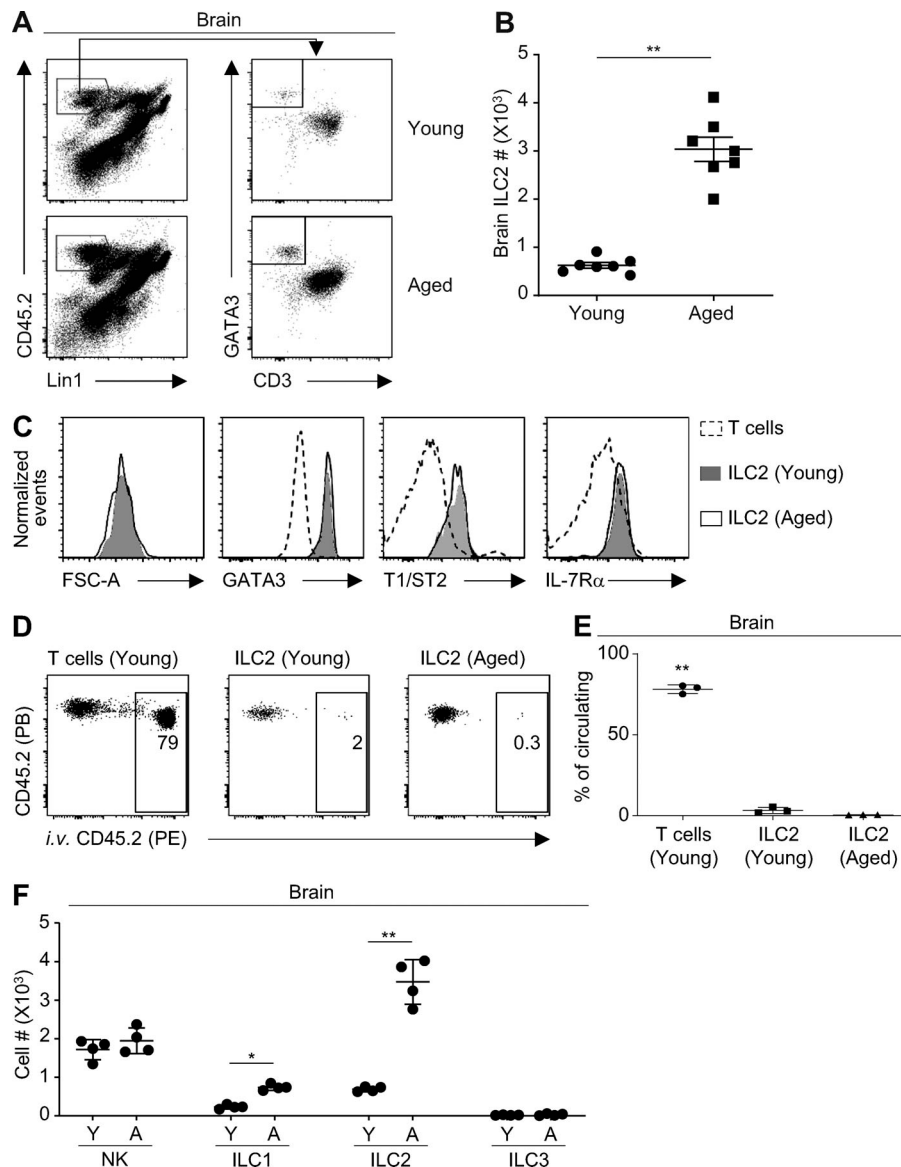 A
Brain
CD45.2
GATA3
Young
Aged
Lin1
CD3
B
**
Brain ILC2 # (X10³)
5
4
3
2
1
0
Young
Aged
C
Normalized
events
FSC-A
GATA3
T1/ST2
IL-7Rα
T cells
ILC2 (Young)
ILC2 (Aged)
D
T cells (Young)
ILC2 (Young)
ILC2 (Aged)
CD45.2 (PB)
79
2
0.3
i.v. CD45.2 (PE)
E
Brain
% of circulating
100
50
0
**
T cells
(Young)
ILC2
(Young)
ILC2
(Aged)
F
Brain
Cell # (X10³)
5
4
3
2
1
0
*
**
Y A Y A Y A Y A
NK ILC1 ILC2 ILC3